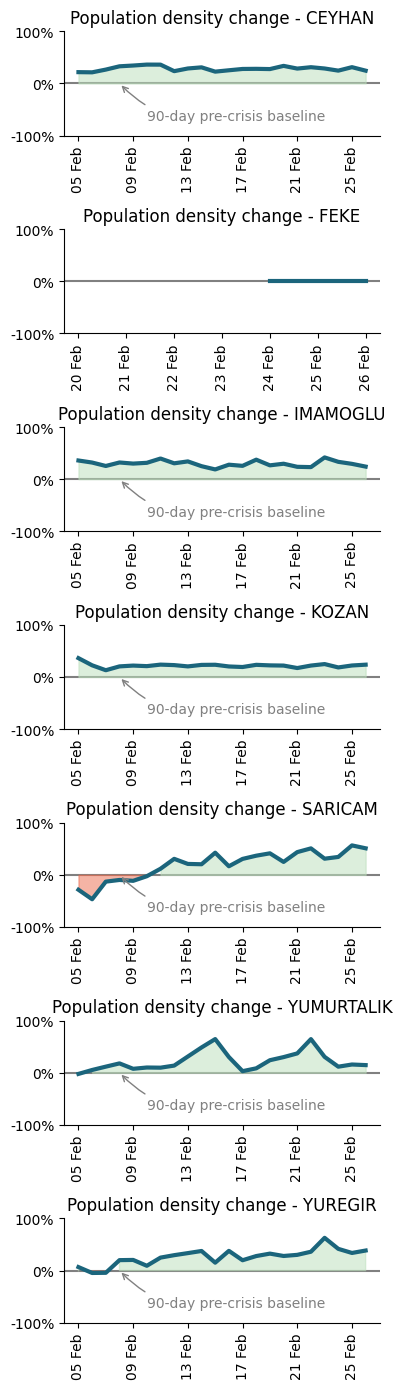 Population density change - CEYHAN
100%
0%
90-day pre-crisis baseline
-100%
05 Feb
09 Feb
13 Feb
17 Feb
21 Feb
25 Feb
Population density change - FEKE
100%
0%
-100%
20 Feb
21 Feb
22 Feb
23 Feb
24 Feb
25 Feb
26 Feb
Population density change - IMAMOGLU
100%
0%
90-day pre-crisis baseline
-100%
05 Feb
09 Feb
13 Feb
17 Feb
21 Feb
25 Feb
Population density change - KOZAN
100%
0%
90-day pre-crisis baseline
-100%
05 Feb
09 Feb
13 Feb
17 Feb
21 Feb
25 Feb
Population density change - SARICAM
100%
0%
90-day pre-crisis baseline
-100%
05 Feb
09 Feb
13 Feb
17 Feb
21 Feb
25 Feb
Population density change - YUMURTALIK
100%
0%
90-day pre-crisis baseline
-100%
05 Feb
09 Feb
13 Feb
17 Feb
21 Feb
25 Feb
Population density change - YUREGIR
100%
0%
90-day pre-crisis baseline
-100%
05 Feb
09 Feb
13 Feb
17 Feb
21 Feb
25 Feb